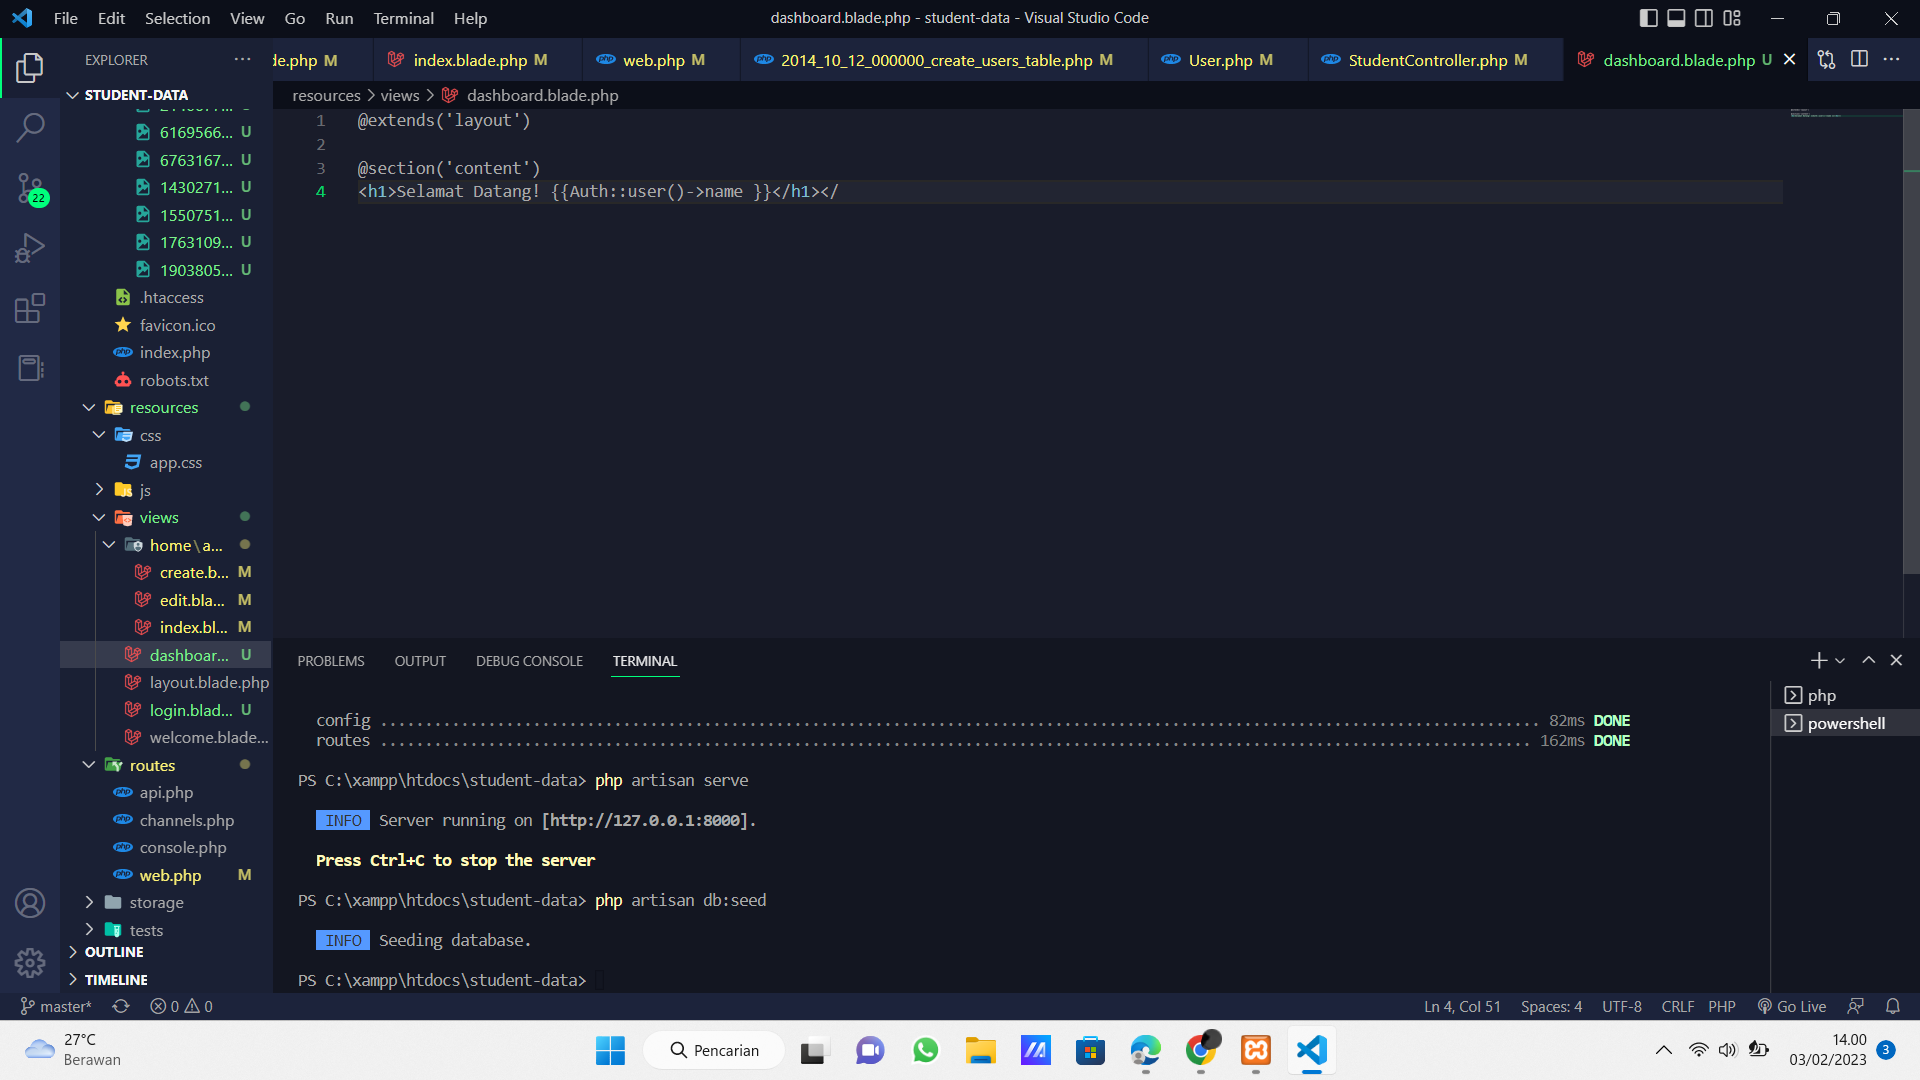 File Edit Selection View Go Run Terminal Help
dashboard.blade.php - student-data - Visual Studio Code
EXPLORER
de.php M
index.blade.php M
web.php M
2014_10_12_000000_create_users_table.php M
User.php M
StudentController.php M
dashboard.blade.php U
STUDENT-DATA
resources > views > dashboard.blade.php
6169566... U
6763167... U
1430271... U
1550751... U
1763109... U
1903805... U
.htaccess
favicon.ico
index.php
robots.txt
resources
css
app.css
js
views
home\a...
create.b... M
edit.bla... M
index.bl... M
dashboar... U
layout.blade.php
login.blad... U
welcome.blade...
routes
api.php
channels.php
console.php
web.php M
storage
tests
OUTLINE
TIMELINE
22
1 @extends('layout')
2
3 @section('content')
4 <h1>Selamat Datang! {{Auth::user()->name }}</h1></
PROBLEMS OUTPUT DEBUG CONSOLE TERMINAL
php
powershell
config ........................................ 82ms DONE
routes ........................................ 162ms DONE
PS C:\xampp\htdocs\student-data> php artisan serve
INFO Server running on [http://127.0.0.1:8000].
Press Ctrl+C to stop the server
PS C:\xampp\htdocs\student-data> php artisan db:seed
INFO Seeding database.
PS C:\xampp\htdocs\student-data>
master* 0 0
Ln 4, Col 51 Spaces: 4 UTF-8 CRLF PHP Go Live
27°C
Berawan
Pencarian
14.00
03/02/2023
3